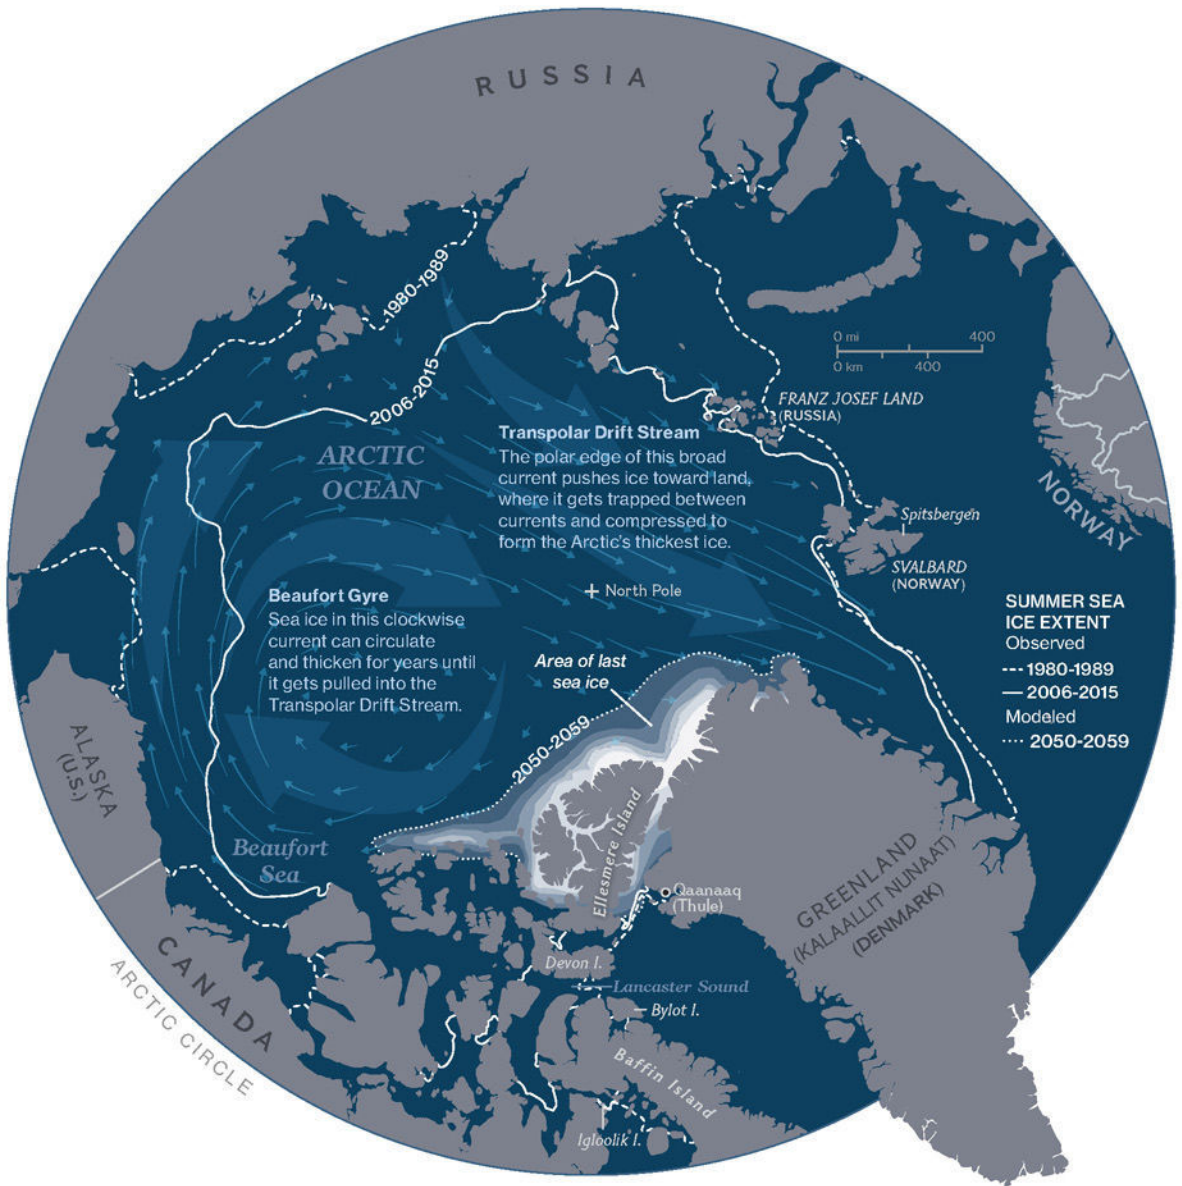 RUSSIA
1980-1989
2006-2015
0 mi 400
0 km 400
FRANZ JOSEF LAND
(RUSSIA)
ARCTIC
OCEAN
Transpolar Drift Stream
The polar edge of this broad
current pushes ice toward land,
where it gets trapped between
currents and compressed to
form the Arctic's thickest ice.
NORWAY
Spitsbergen
SVALBARD
(NORWAY)
North Pole
Beaufort Gyre
Sea ice in this clockwise
current can circulate
and thicken for years until
it gets pulled into the
Transpolar Drift Stream.
SUMMER SEA
ICE EXTENT
Observed
1980-1989
2006-2015
Modeled
2050-2059
Area of last
sea ice
2050-2059
ALASKA
(U.S.)
Beaufort
Sea
Ellesmere Island
Qaanaaq
(Thule)
GREENLAND
(KALAALLIT NUNAAT)
(DENMARK)
CANADA
ARCTIC CIRCLE
Devon I.
Lancaster Sound
Bylot I.
Baffin Island
Igloolik I.